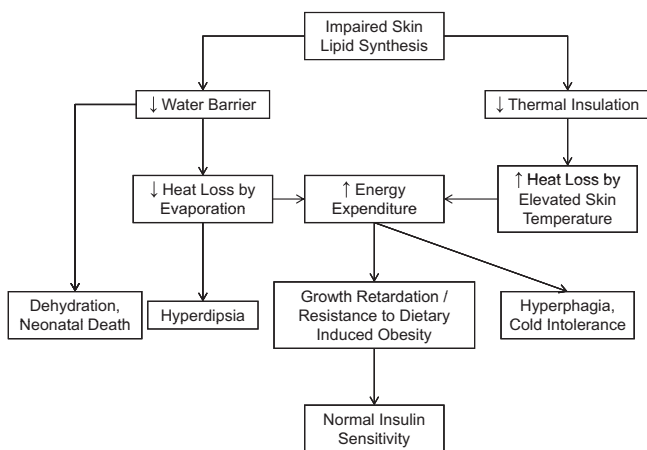 Impaired Skin
Lipid Synthesis
↓ Water Barrier
↓ Thermal Insulation
↓ Heat Loss by
Evaporation
↑ Energy
Expenditure
↑ Heat Loss by
Elevated Skin
Temperature
Dehydration,
Neonatal Death
Hyperdipsia
Growth Retardation /
Resistance to Dietary
Induced Obesity
Hyperphagia,
Cold Intolerance
Normal Insulin
Sensitivity